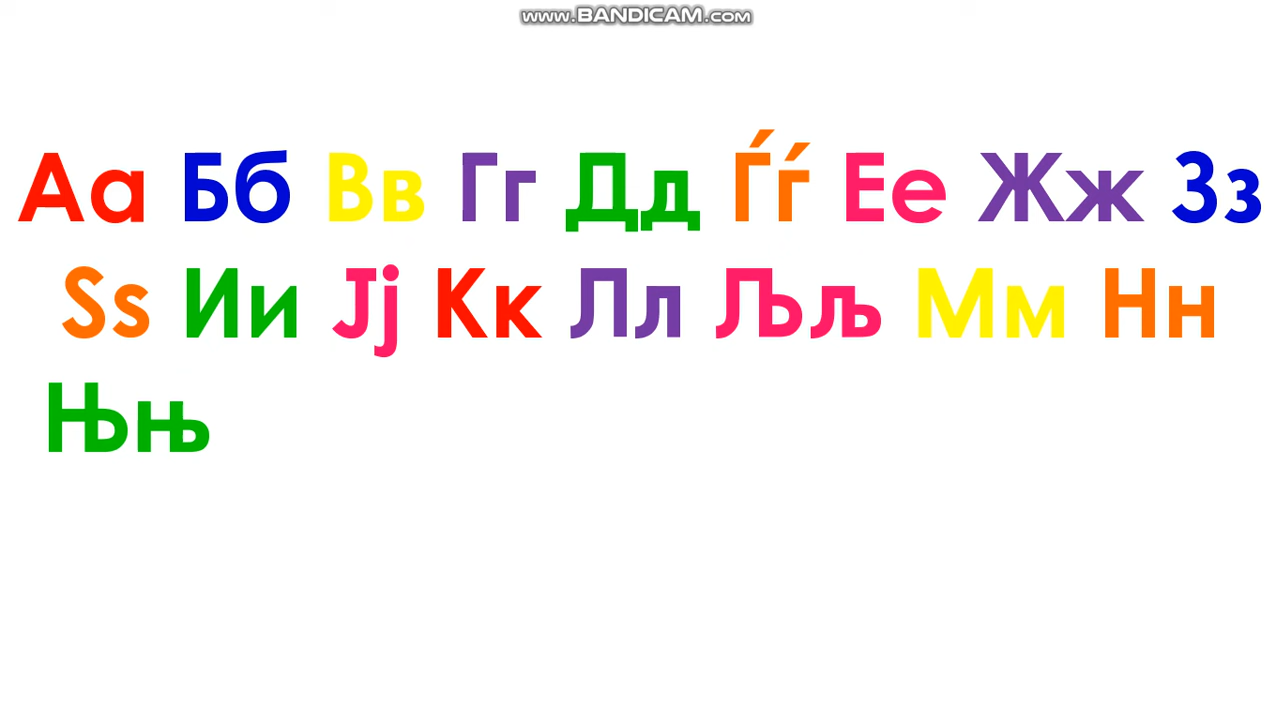 www.BANDICAM.com
Аа Бб Вв Гг Дд Ѓѓ Ее Жж Зз
Ѕѕ Ии Јј Кк Лл Љљ Мм Нн
Њњ